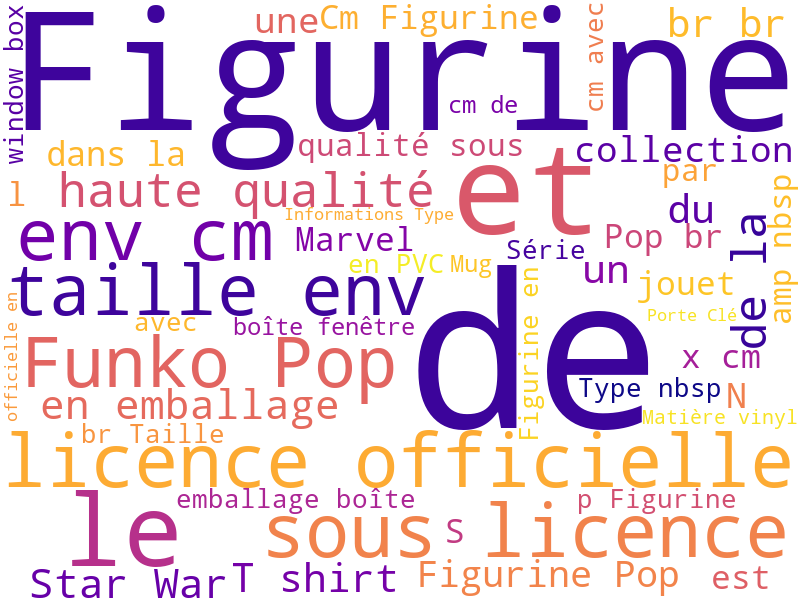 window box
Figurine
une
Cm Figurine
cm avec
br br
cm de
dans la
qualité sous
collection
l
haute qualité
et
par
amp nbsp
Informations Type
du
env cm
Marvel
Série
Pop br
de la
en PVC
Mug
un
taille env
de
jouet
officielle en
avec
boîte fenêtre
Figurine en
Porte Clé
Funko Pop
x cm
en emballage
Type nbsp
N
br Taille
Matière vinyl
licence officielle
le
emballage boîte
p Figurine
sous licence
S
Star War
T shirt
Figurine Pop
est